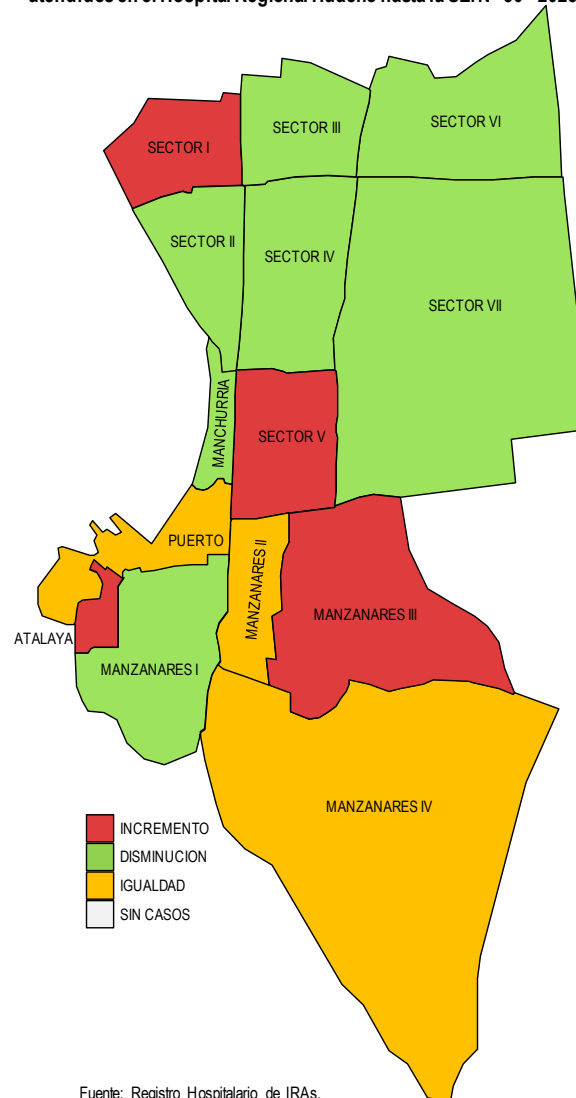 SECTOR VI
SECTOR III
SECTOR I
SECTOR II
SECTOR IV
SECTOR VII
MANCHURRIA
SECTOR V
PUERTO
MANZANARES II
MANZANARES III
ATALAYA
MANZANARES I
MANZANARES IV
INCREMENTO
DISMINUCION
IGUALDAD
SIN CASOS
Fuente: Registro Hospitalario de IRAs.